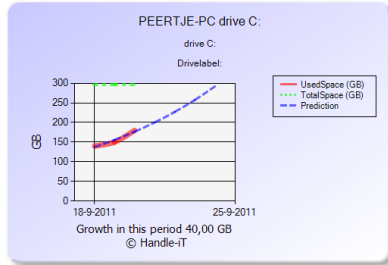 PEERTJE-PC drive C:
drive C:
Drivelabel:
UsedSpace (GB)
TotalSpace (GB)
Prediction
GB
300
250
200
150
100
50
0
18-9-2011
25-9-2011
Growth in this period 40,00 GB
© Handle-iT